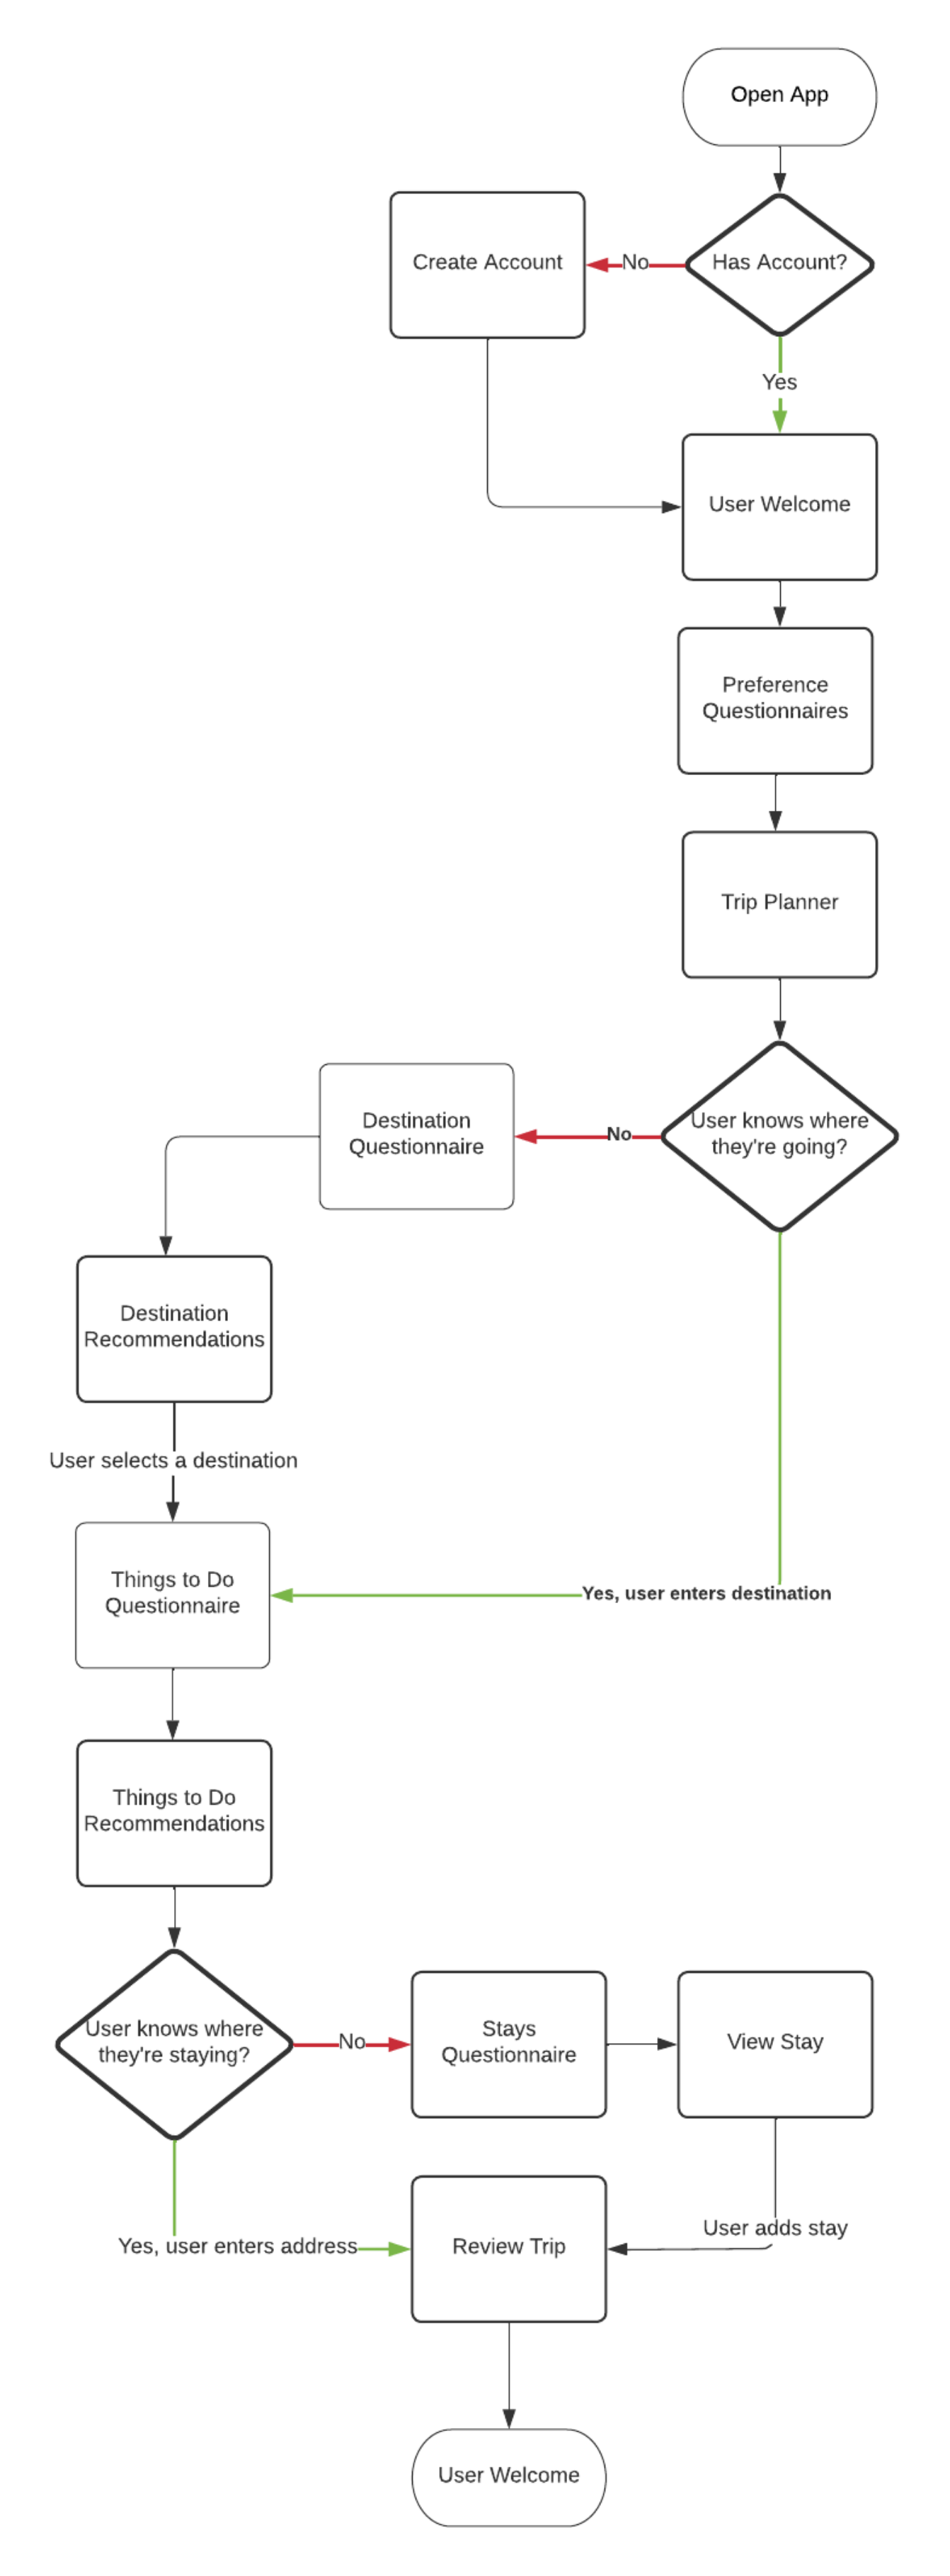 Open App
Create Account
No
Has Account?
Yes
User Welcome
Preference
Questionnaires
Trip Planner
Destination
Questionnaire
No
User knows where
they're going?
Destination
Recommendations
User selects a destination
Things to Do
Questionnaire
Yes, user enters destination
Things to Do
Recommendations
User knows where
they're staying?
No
Stays
Questionnaire
View Stay
Yes, user enters address
Review Trip
User adds stay
User Welcome